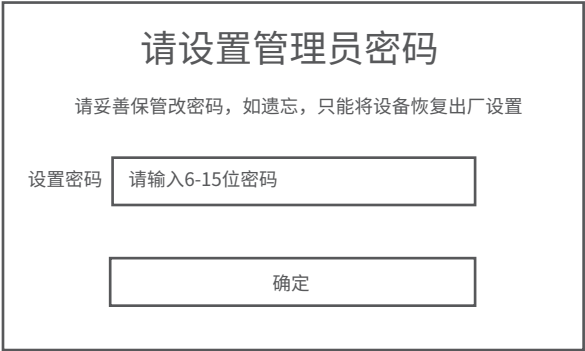 请设置管理员密码
请妥善保管改密码，如遗忘，只能将设备恢复出厂设置
设置密码 请输入6-15位密码
确定